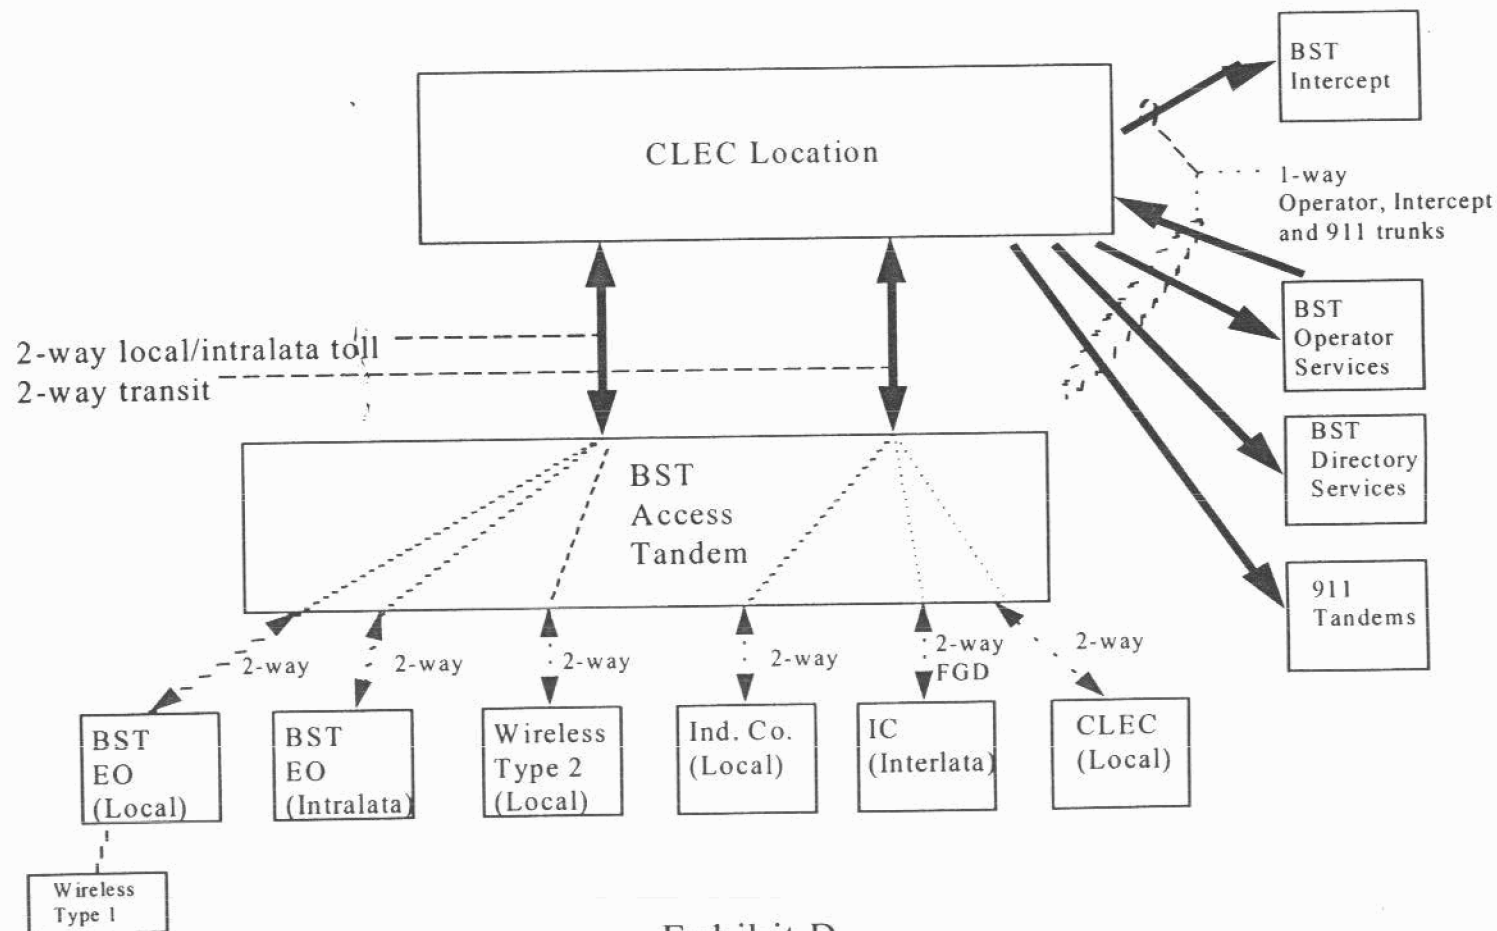 BST
Intercept
CLEC Location
1-way
Operator, Intercept
and 911 trunks
BST
Operator
Services
2-way local/intralata toll
2-way transit
BST
Directory
Services
BST
Access
Tandem
911
Tandems
2-way
2-way
2-way
2-way
2-way
FGD
2-way
BST
EO
(Local)
BST
EO
(Intralata)
Wireless
Type 2
(Local)
Ind. Co.
(Local)
IC
(Interlata)
CLEC
(Local)
Wireless
Type 1
Exhibit D